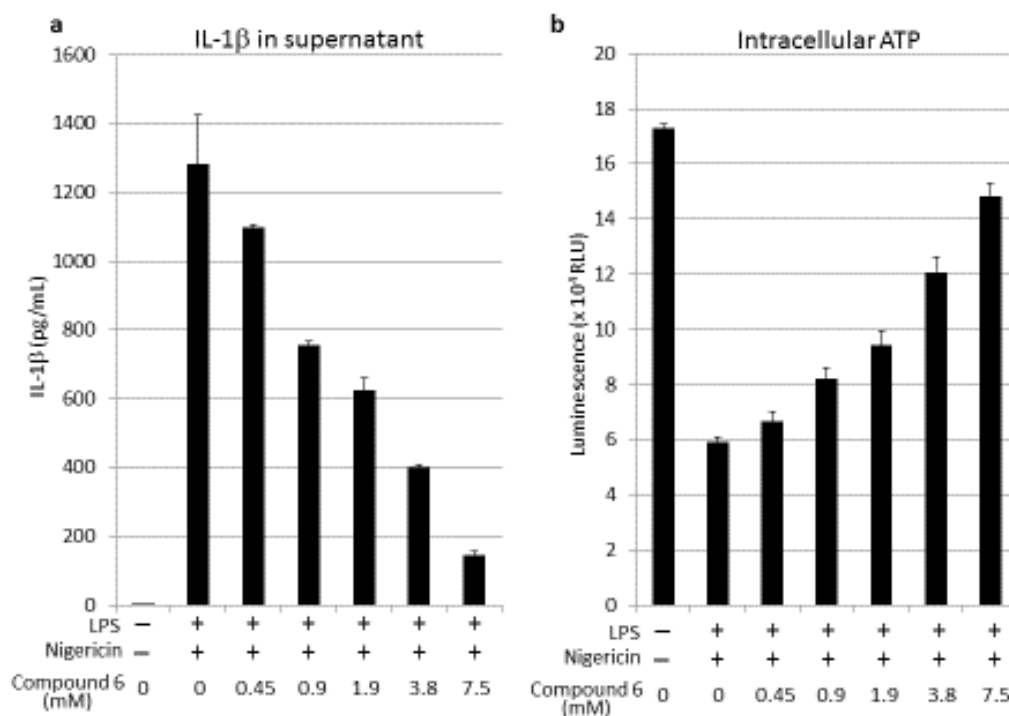 a
IL-1β in supernatant
1600
1400
1200
1000
800
600
400
200
0
IL-1β (pg/mL)
LPS − + + + + + +
Nigericin − + + + + + +
Compound 6 (mM) 0 0 0.45 0.9 1.9 3.8 7.5
b
Intracellular ATP
20
18
16
14
12
10
8
6
4
2
0
Luminescence (x 10 RLU)
LPS − + + + + + +
Nigericin − + + + + + +
Compound 6 (mM) 0 0 0.45 0.9 1.9 3.8 7.5